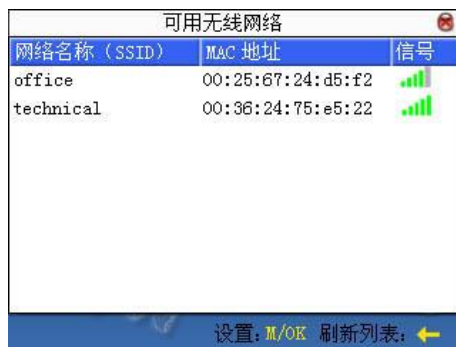 可用无线网络
网络名称（SSID） MAC 地址 信号
office 00:25:67:24:d5:f2
technical 00:36:24:75:e5:22
设置:M/OK 刷新列表: